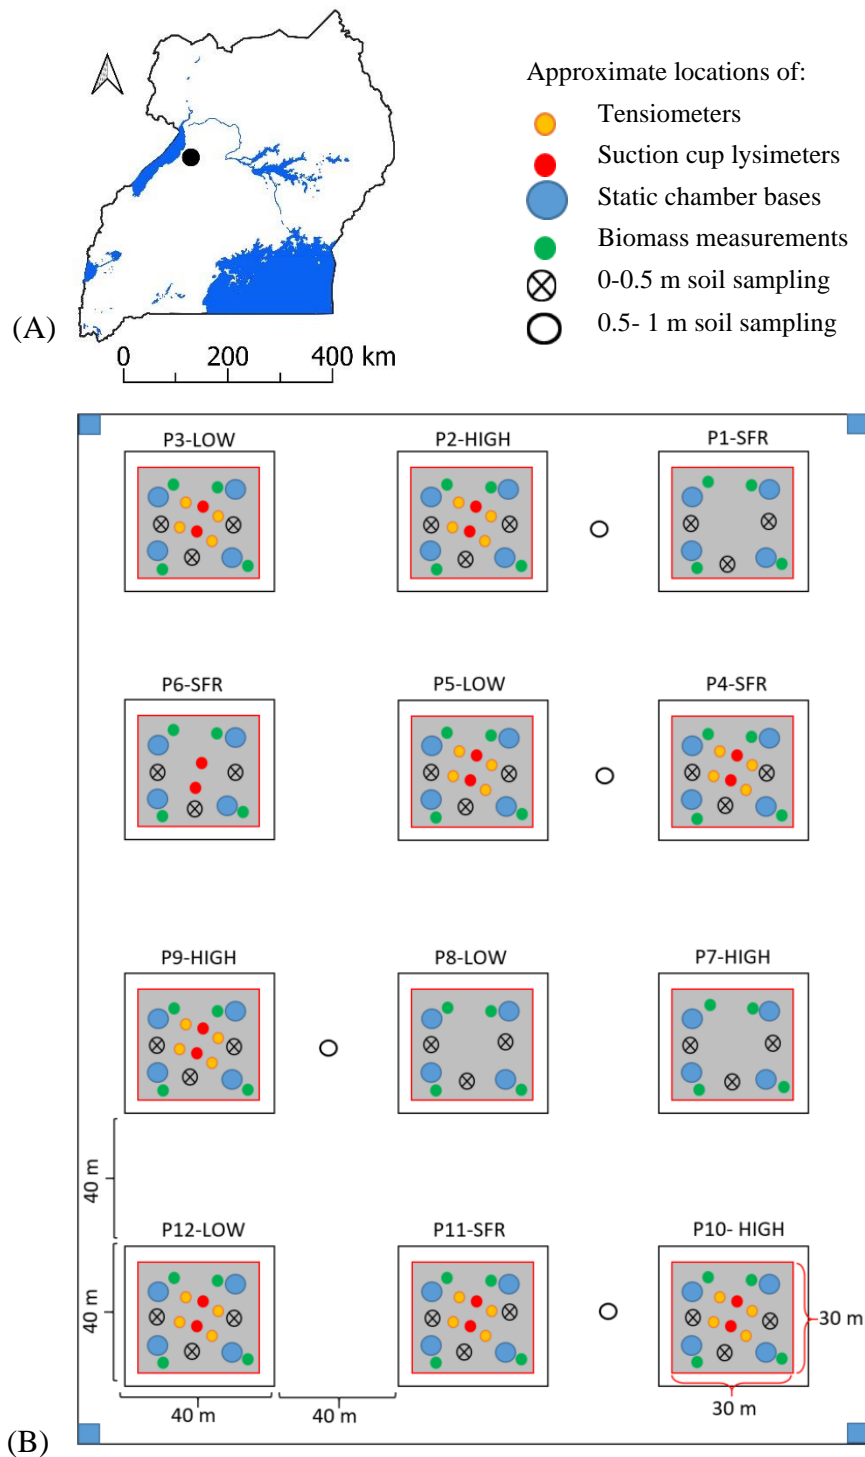 Approximate locations of:
Tensiometers
Suction cup lysimeters
Static chamber bases
Biomass measurements
0-0.5 m soil sampling
0.5- 1 m soil sampling
(A)
0 200 400 km
P3-LOW P2-HIGH P1-SFR
P6-SFR P5-LOW P4-SFR
P9-HIGH P8-LOW P7-HIGH
40 m
P12-LOW P11-SFR P10- HIGH
40 m
30 m
40 m 40 m 30 m
(B)